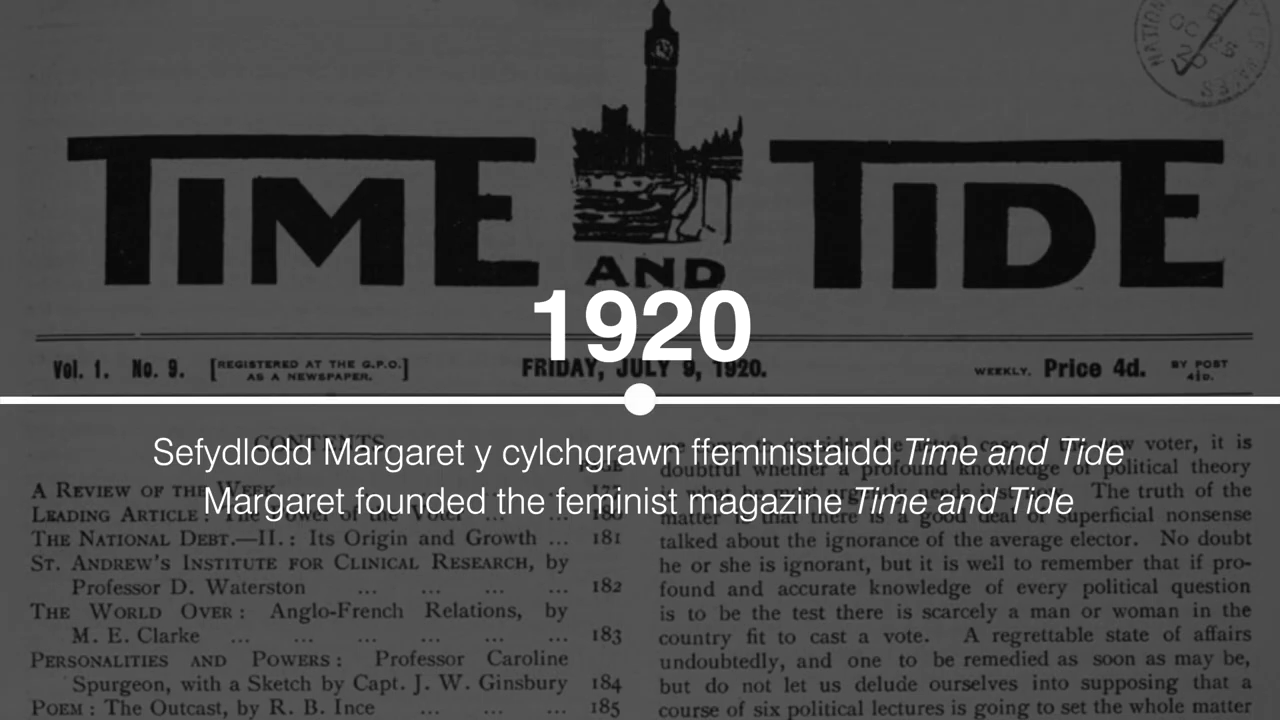 TIME AND TIDE
1920
Vol. 1. No. 9. [REGISTERED AT THE G.P.O. AS A NEWSPAPER.] FRIDAY, JULY 9, 1920. WEEKLY. Price 4d. BY POST 4½D.
Sefydlodd Margaret y cylchgrawn ffeministaidd Time and Tide
Margaret founded the feminist magazine Time and Tide
CONTENTS
A REVIEW OF THE WEEK
LEADING ARTICLE: The Power of the Voter ... ... 180
THE NATIONAL DEBT.—II.: Its Origin and Growth ... 181
ST. ANDREW'S INSTITUTE FOR CLINICAL RESEARCH, by
Professor D. Waterston ... ... ... ... 182
THE WORLD OVER: Anglo-French Relations, by
M. E. Clarke ... ... ... ... ... ... 183
PERSONALITIES AND POWERS: Professor Caroline
Spurgeon, with a Sketch by Capt. J. W. Ginsbury 184
POEM: The Outcast, by R. B. Ince ... ... ... 185
the actual case of the new voter, it is
doubtful whether a profound knowledge of political theory
The truth of the
matter is that there is a good deal of superficial nonsense
talked about the ignorance of the average elector. No doubt
he or she is ignorant, but it is well to remember that if pro-
found and accurate knowledge of every political question
is to be the test there is scarcely a man or woman in the
country fit to cast a vote. A regrettable state of affairs
undoubtedly, and one to be remedied as soon as may be,
but do not let us delude ourselves into supposing that a
course of six political lectures is going to set the whole matter